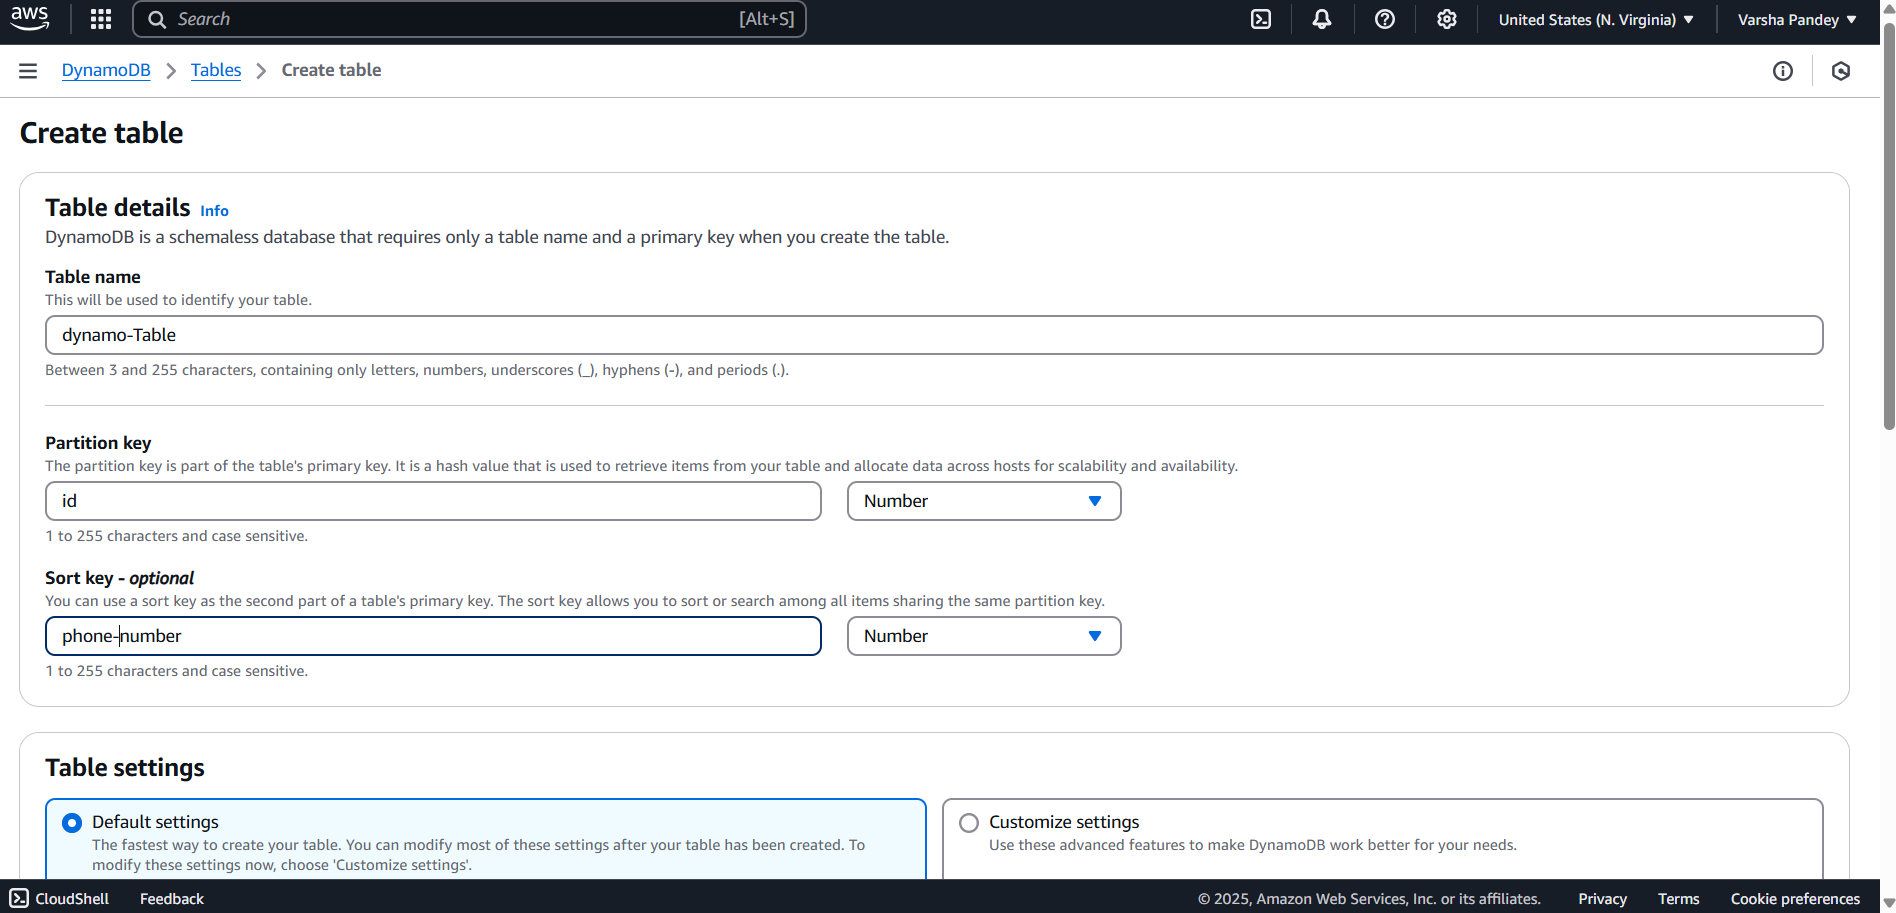 aws
Search [Alt+S]
United States (N. Virginia)
Varsha Pandey
DynamoDB
Tables
Create table
Create table
Table details Info
DynamoDB is a schemaless database that requires only a table name and a primary key when you create the table.
Table name
This will be used to identify your table.
dynamo-Table
Between 3 and 255 characters, containing only letters, numbers, underscores (_), hyphens (-), and periods (.).
Partition key
The partition key is part of the table's primary key. It is a hash value that is used to retrieve items from your table and allocate data across hosts for scalability and availability.
id
Number
1 to 255 characters and case sensitive.
Sort key - optional
You can use a sort key as the second part of a table's primary key. The sort key allows you to sort or search among all items sharing the same partition key.
phone-number
Number
1 to 255 characters and case sensitive.
Table settings
Default settings
The fastest way to create your table. You can modify most of these settings after your table has been created. To
modify these settings now, choose 'Customize settings'.
Customize settings
Use these advanced features to make DynamoDB work better for your needs.
CloudShell
Feedback
© 2025, Amazon Web Services, Inc. or its affiliates.
Privacy
Terms
Cookie preferences